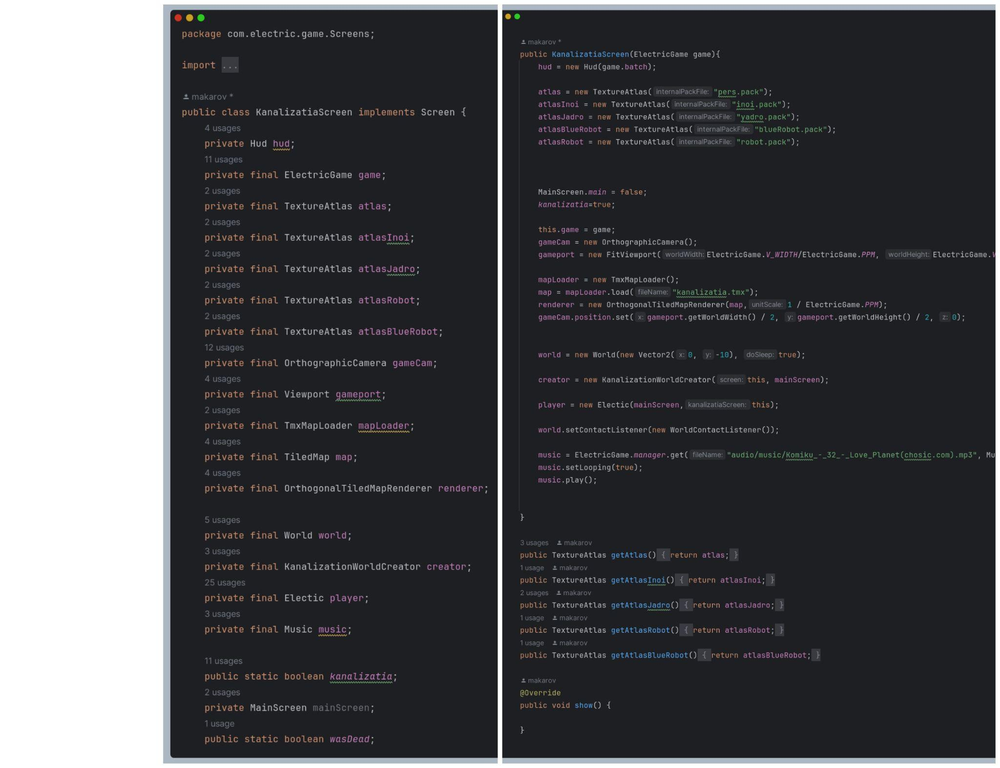 package com.electric.game.Screens;
import ...
makarov *
public class KanalizatiaScreen implements Screen {
4 usages
private Hud hud;
11 usages
private final ElectricGame game;
2 usages
private final TextureAtlas atlas;
2 usages
private final TextureAtlas atlasInoi;
2 usages
private final TextureAtlas atlasJadro;
2 usages
private final TextureAtlas atlasRobot;
2 usages
private final TextureAtlas atlasBlueRobot;
12 usages
private final OrthographicCamera gameCam;
4 usages
private final Viewport gameport;
2 usages
private final TmxMapLoader mapLoader;
4 usages
private final TiledMap map;
4 usages
private final OrthogonalTiledMapRenderer renderer;
5 usages
private final World world;
3 usages
private final KanalizationWorldCreator creator;
25 usages
private final Electic player;
3 usages
private final Music music;
11 usages
public static boolean kanalizatia;
2 usages
private MainScreen mainScreen;
1 usage
public static boolean wasDead;
makarov *
public KanalizatiaScreen(ElectricGame game){
hud = new Hud(game.batch);
atlas = new TextureAtlas( internalPackFile: "pers.pack");
atlasInoi = new TextureAtlas( internalPackFile: "inoi.pack");
atlasJadro = new TextureAtlas( internalPackFile: "yadro.pack");
atlasBlueRobot = new TextureAtlas( internalPackFile: "blueRobot.pack");
atlasRobot = new TextureAtlas( internalPackFile: "robot.pack");
MainScreen.main = false;
kanalizatia=true;
this.game = game;
gameCam = new OrthographicCamera();
gameport = new FitViewport( worldWidth: ElectricGame.V_WIDTH/ElectricGame.PPM, worldHeight: ElectricGame.V
mapLoader = new TmxMapLoader();
map = mapLoader.load( fileName: "kanalizatia.tmx");
renderer = new OrthogonalTiledMapRenderer(map, unitScale: 1 / ElectricGame.PPM);
gameCam.position.set( x: gameport.getWorldWidth() / 2, y: gameport.getWorldHeight() / 2, z: 0);
world = new World(new Vector2( x: 0, y: -10), doSleep: true);
creator = new KanalizationWorldCreator( screen: this, mainScreen);
player = new Electic(mainScreen, kanalizatiaScreen: this);
world.setContactListener(new WorldContactListener());
music = ElectricGame.manager.get( fileName: "audio/music/Komiku_-_32_-_Love_Planet(chosic.com).mp3", Mu
music.setLooping(true);
music.play();
}
3 usages makarov
public TextureAtlas getAtlas() { return atlas; }
1 usage makarov
public TextureAtlas getAtlasInoi() { return atlasInoi; }
2 usages makarov
public TextureAtlas getAtlasJadro() { return atlasJadro; }
1 usage makarov
public TextureAtlas getAtlasRobot() { return atlasRobot; }
1 usage makarov
public TextureAtlas getAtlasBlueRobot() { return atlasBlueRobot; }
makarov
@Override
public void show() {
}